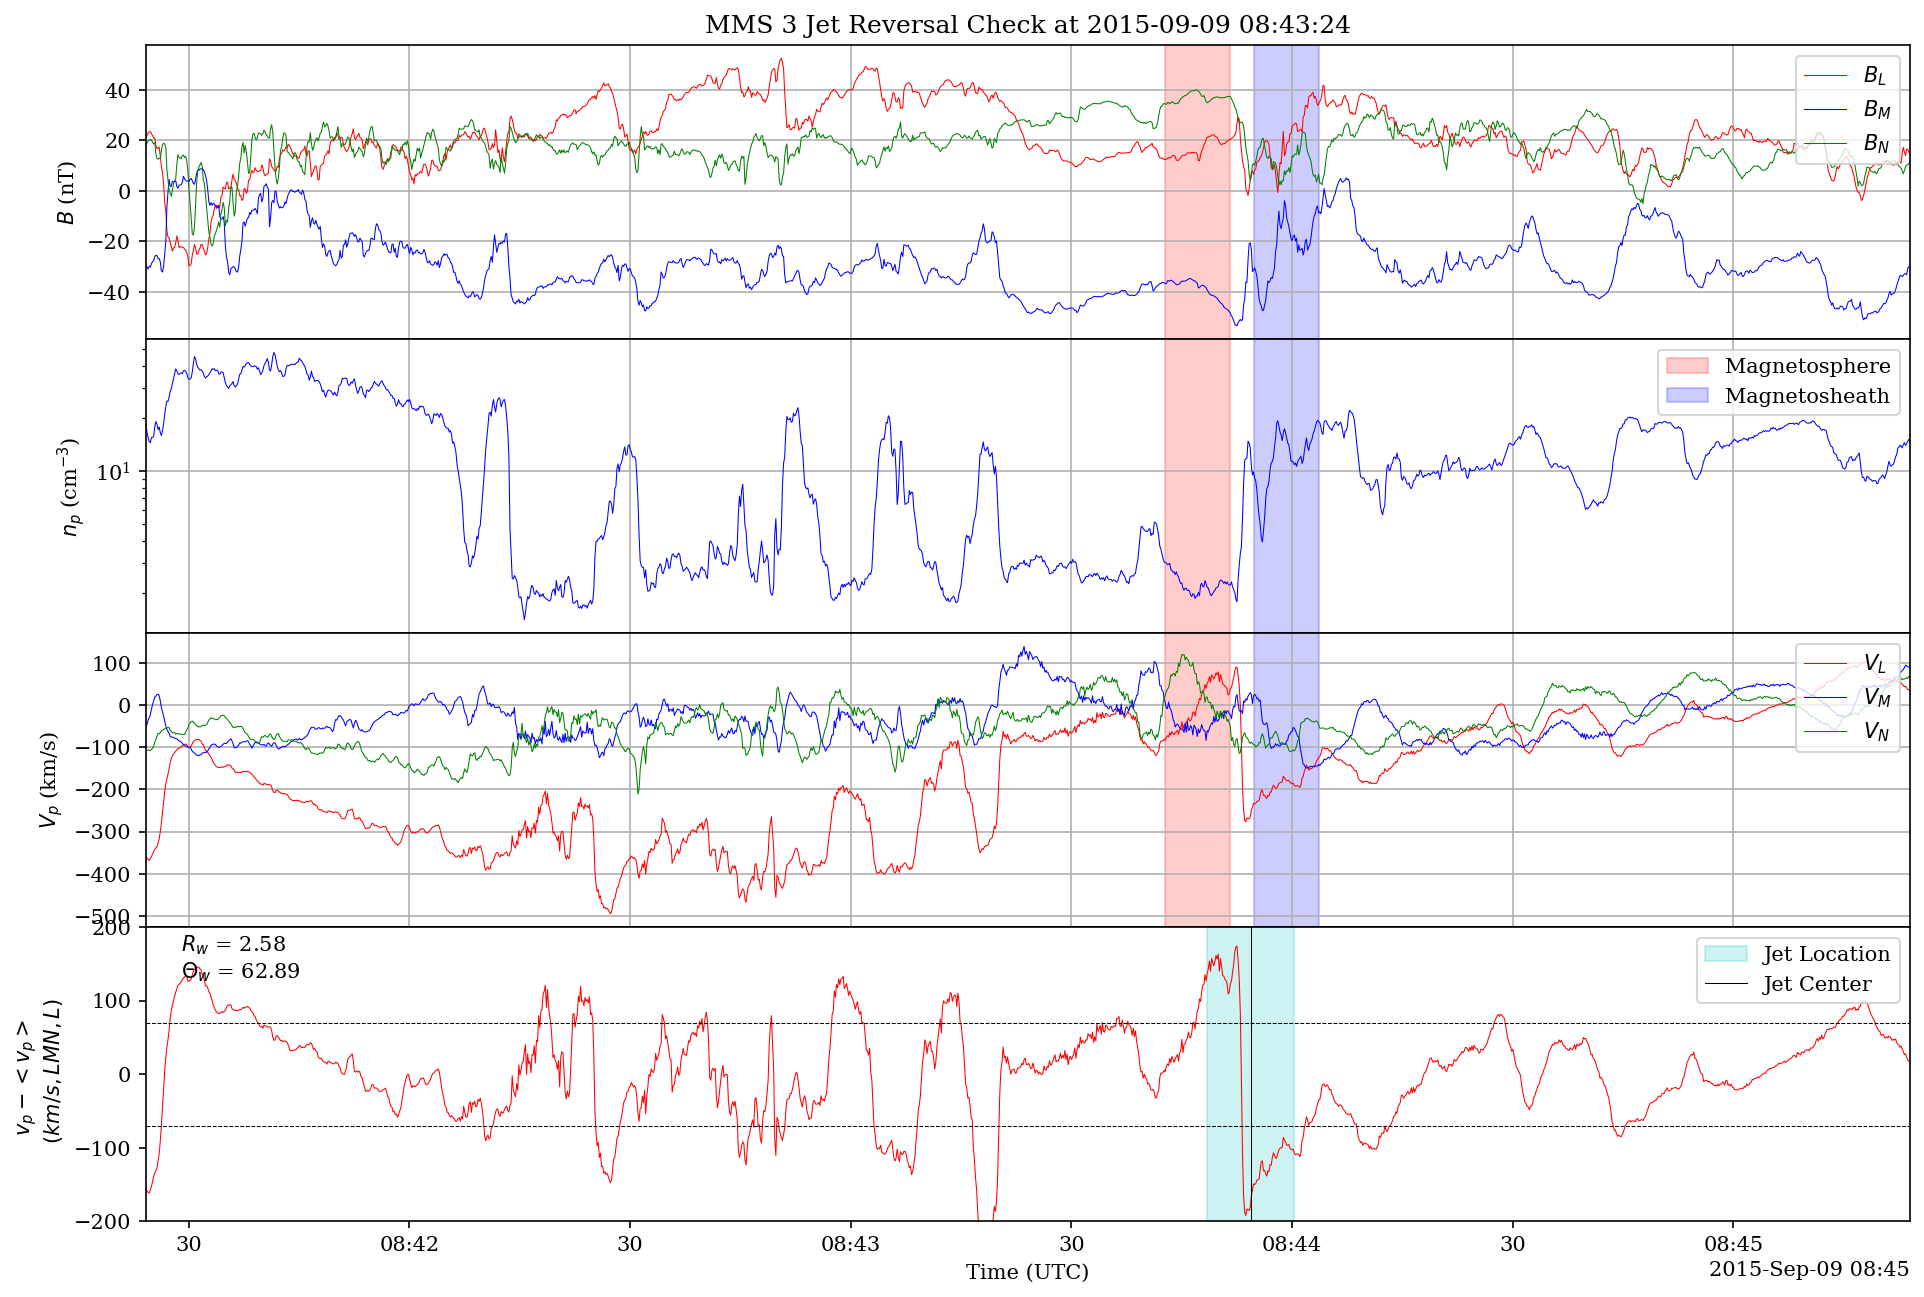 MMS 3 Jet Reversal Check at 2015-09-09 08:43:24
B (nT)
40
20
0
−20
−40
B_L
B_M
B_N
n_p (cm^{−3})
10^1
Magnetosphere
Magnetosheath
V_p (km/s)
100
0
−100
−200
−300
−400
−500
V_L
V_M
V_N
v_p − < v_p >
(km/s, LMN, L)
200
100
0
−100
−200
R_w = 2.58
Θ_w = 62.89
Jet Location
Jet Center
30
08:42
30
08:43
30
08:44
30
08:45
Time (UTC)
2015-Sep-09 08:45